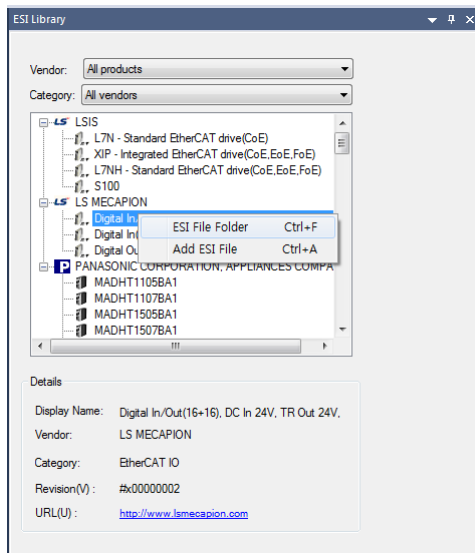 ESI Library
Vendor: All products
Category: All vendors
LS LSIS
L7N - Standard EtherCAT drive(CoE)
XIP - Integrated EtherCAT drive(CoE,EoE,FoE)
L7NH - Standard EtherCAT drive(CoE,EoE,FoE)
S100
LS LS MECAPION
Digital In
ESI File Folder Ctrl+F
Digital In(
Add ESI File Ctrl+A
Digital Ou
P PANASONIC CORPORATION, APPLIANCES COMPA
MADHT1105BA1
MADHT1107BA1
MADHT1505BA1
MADHT1507BA1
Details
Display Name: Digital In/Out(16+16), DC In 24V, TR Out 24V,
Vendor: LS MECAPION
Category: EtherCAT IO
Revision(V) : #x00000002
URL(U) : http://www.lsmecapion.com